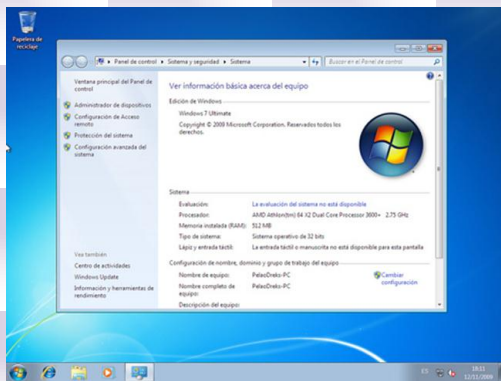 Papelera de
reciclaje
Panel de control
Sistema y seguridad
Sistema
Buscar en el Panel de control
Ventana principal del Panel de
control
Administrador de dispositivos
Configuración de Acceso
remoto
Protección del sistema
Configuración avanzada del
sistema
Vea también
Centro de actividades
Windows Update
Información y herramientas de
rendimiento
Ver información básica acerca del equipo
Edición de Windows
Windows 7 Ultimate
Copyright © 2009 Microsoft Corporation. Reservados todos los
derechos.
Sistema
Evaluación: La evaluación del sistema no está disponible
Procesador: AMD Athlon(tm) 64 X2 Dual Core Processor 3600+ 2.75 GHz
Memoria instalada (RAM): 512 MB
Tipo de sistema: Sistema operativo de 32 bits
Lápiz y entrada táctil: La entrada táctil o manuscrita no está disponible para esta pantalla
Configuración de nombre, dominio y grupo de trabajo del equipo
Nombre de equipo: PelaoDreko-PC
Cambiar
configuración
Nombre completo de
equipo: PelaoDreko-PC
Descripción del equipo:
ES
12/11/2009